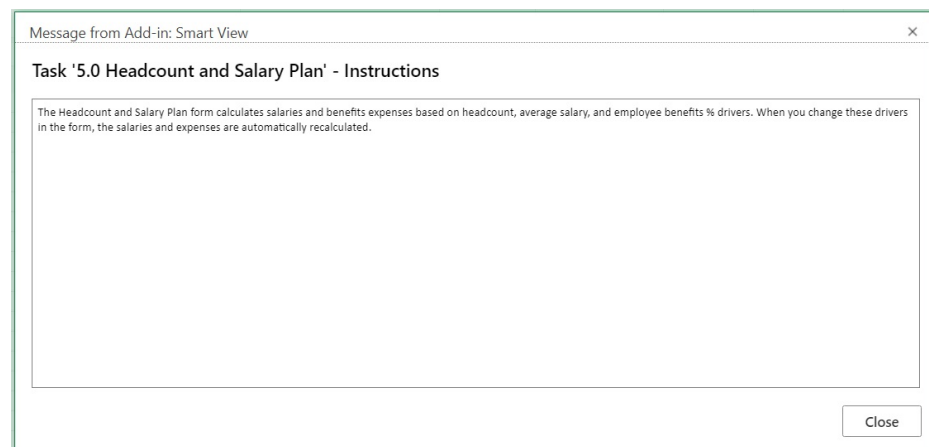 Message from Add-in: Smart View
Task '5.0 Headcount and Salary Plan' - Instructions
The Headcount and Salary Plan form calculates salaries and benefits expenses based on headcount, average salary, and employee benefits % drivers. When you change these drivers
in the form, the salaries and expenses are automatically recalculated.
Close